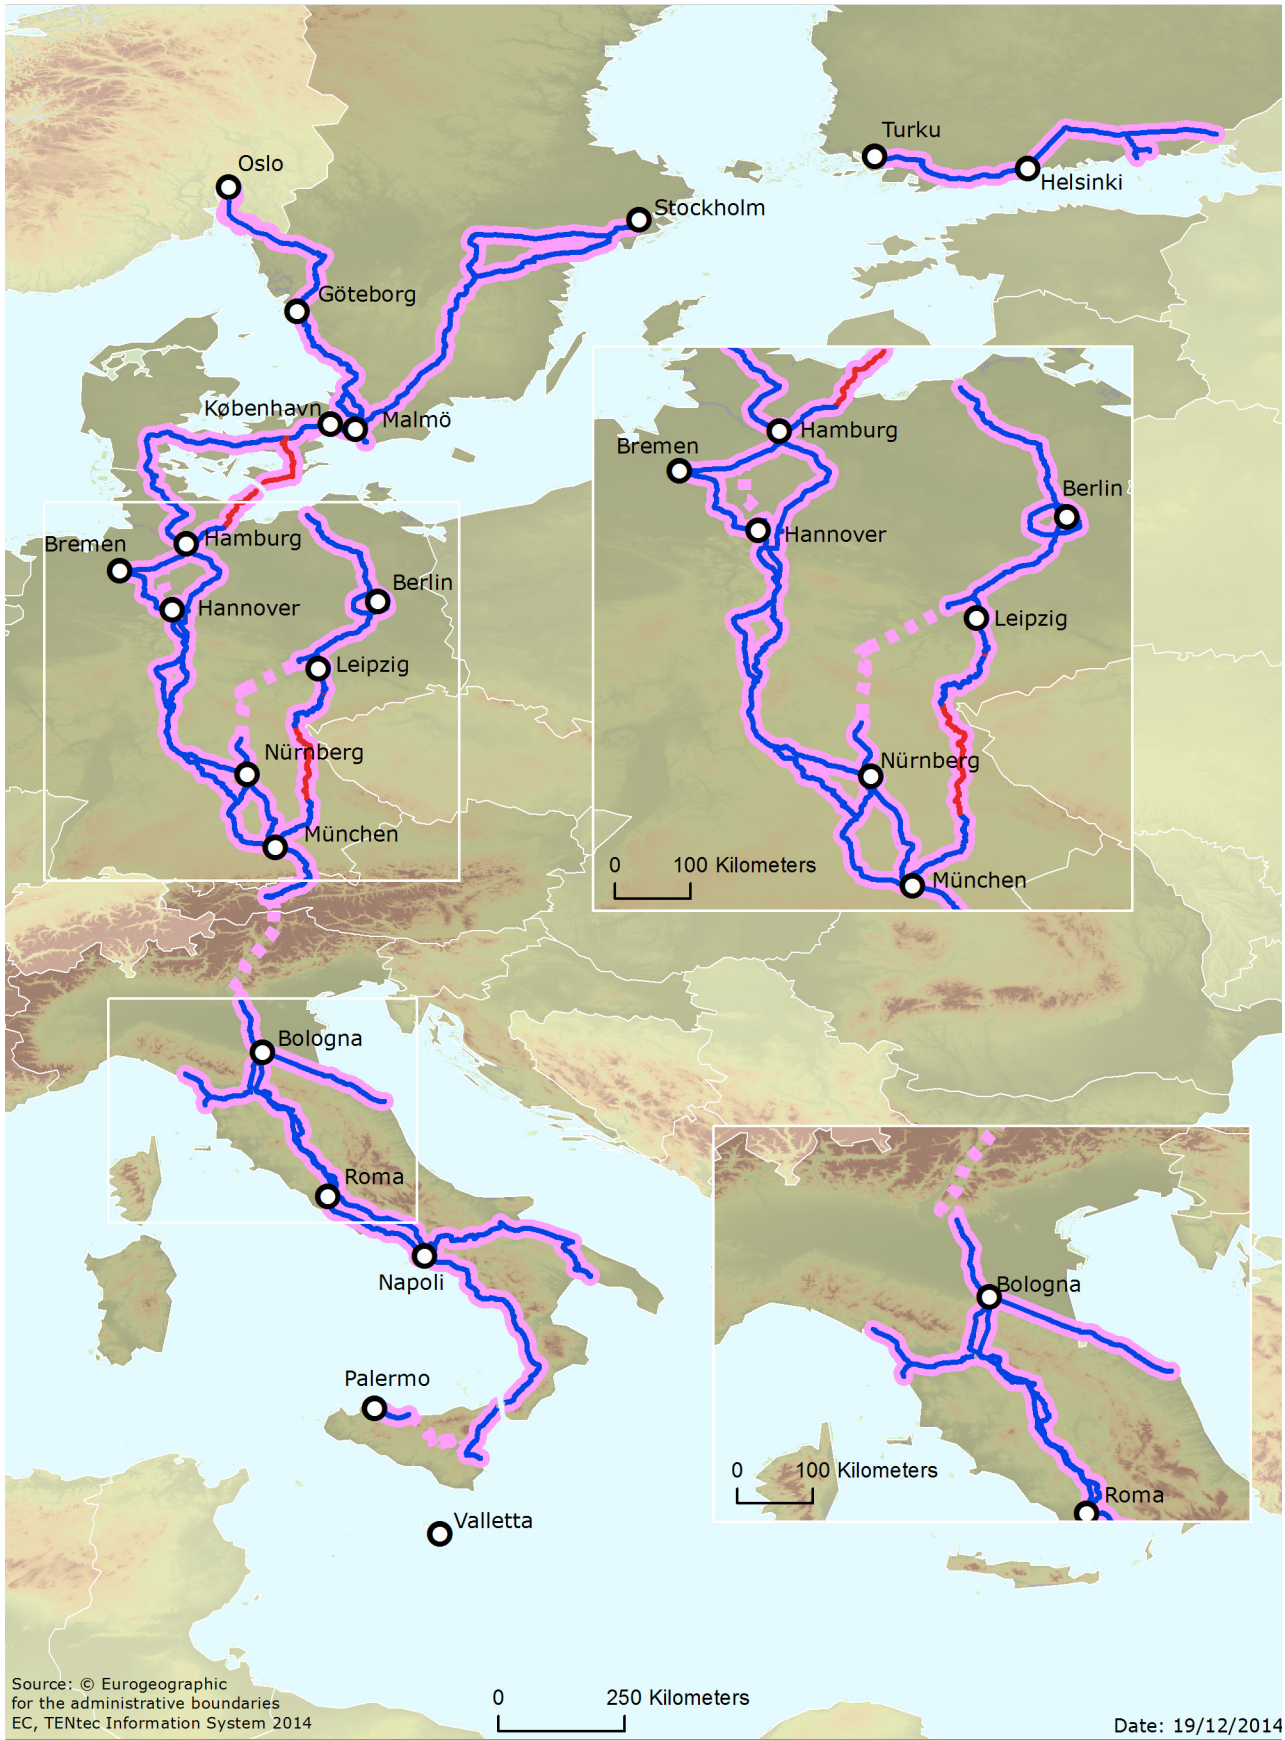 Turku
Oslo
Helsinki
Stockholm
Göteborg
København
Malmö
Hamburg
Bremen
Berlin
Hannover
Leipzig
Nürnberg
München
0 100 Kilometers
Hamburg
Bremen
Berlin
Hannover
Leipzig
Nürnberg
München
Bologna
Roma
Napoli
Palermo
Valletta
Bologna
0 100 Kilometers
Roma
Source: © Eurogeographic
for the administrative boundaries
EC, TENtec Information System 2014
0 250 Kilometers
Date: 19/12/2014